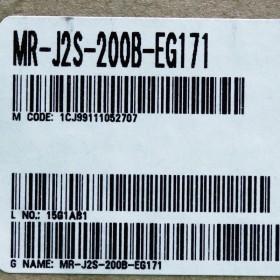 MR-J2S-200B-EG171
M CODE: 1CJ99111052707
L NO.: 15G1AB1
G NAME: MR-J2S-200B-EG171